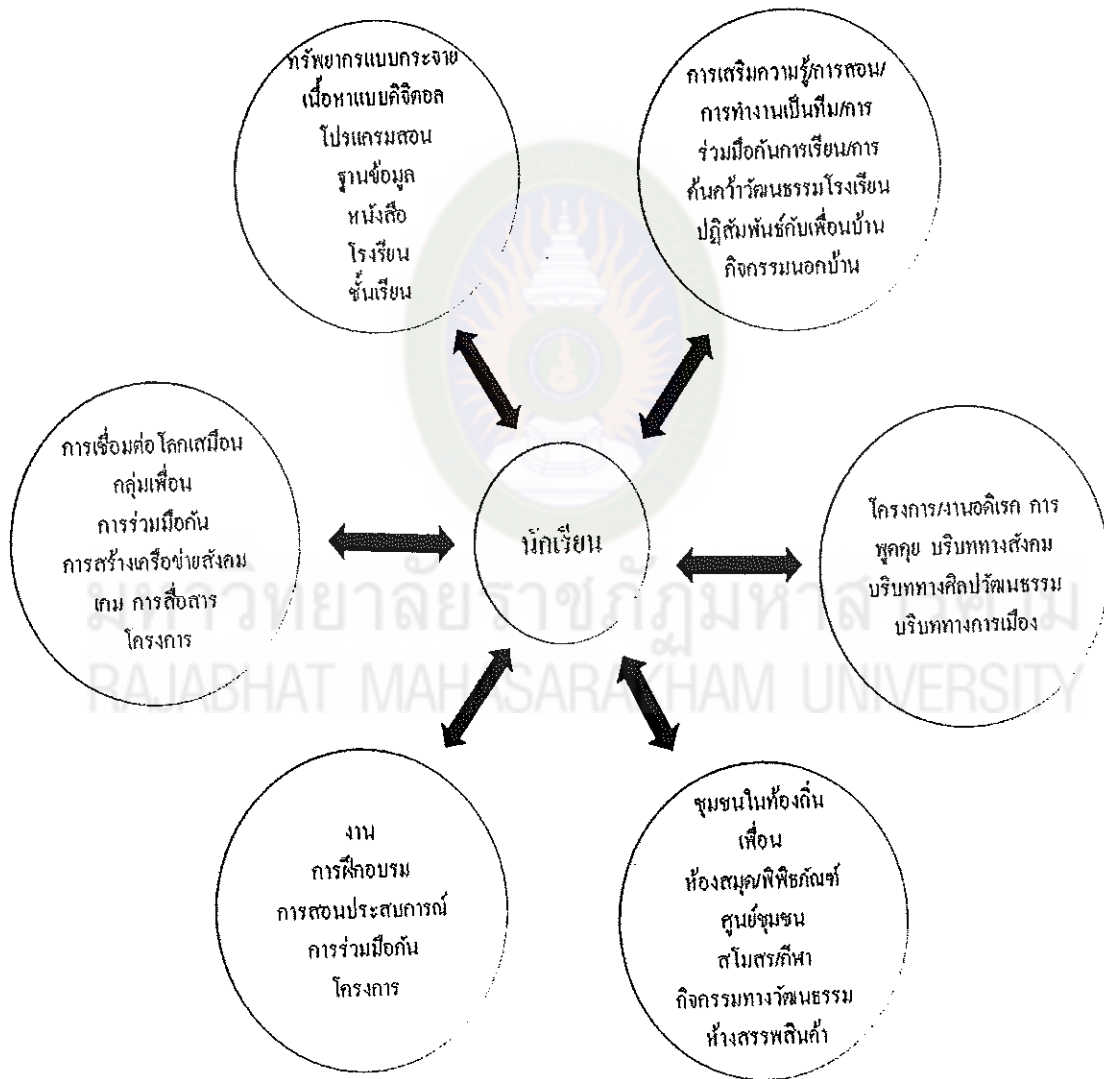 ทรัพยากรแบบกระจาย
เนื้อหาแบบดิจิตอล
โปรแกรมสอน
ฐานข้อมูล
หนังสือ
โรงเรียน
ชั้นเรียน
การเสริมความรู้/การสอน/
การทำงานเป็นทีม/การ
ร่วมมือกันการเรียน/การ
ค้นคว้าวัฒนธรรมโรงเรียน
ปฏิสัมพันธ์กับเพื่อนบ้าน
กิจกรรมนอกบ้าน
การเชื่อมต่อโลกเสมือน
กลุ่มเพื่อน
การร่วมมือกัน
การสร้างเครือข่ายสังคม
เกม การสื่อสาร
โครงการ
นักเรียน
โครงการ/งานอดิเรก การ
พูดคุย บริบททางสังคม
บริบททางศิลปวัฒนธรรม
บริบททางการเมือง
มหาวิทยาลัยราชภัฏมหาสารคาม
RAJABHAT MAHASARAKHAM UNIVERSITY
งาน
การฝึกอบรม
การสอนประสบการณ์
การร่วมมือกัน
โครงการ
ชุมชนในท้องถิ่น
เพื่อน
ห้องสมุด/พิพิธภัณฑ์
ศูนย์ชุมชน
สโมสร/กีฬา
กิจกรรมทางวัฒนธรรม
ห้างสรรพสินค้า